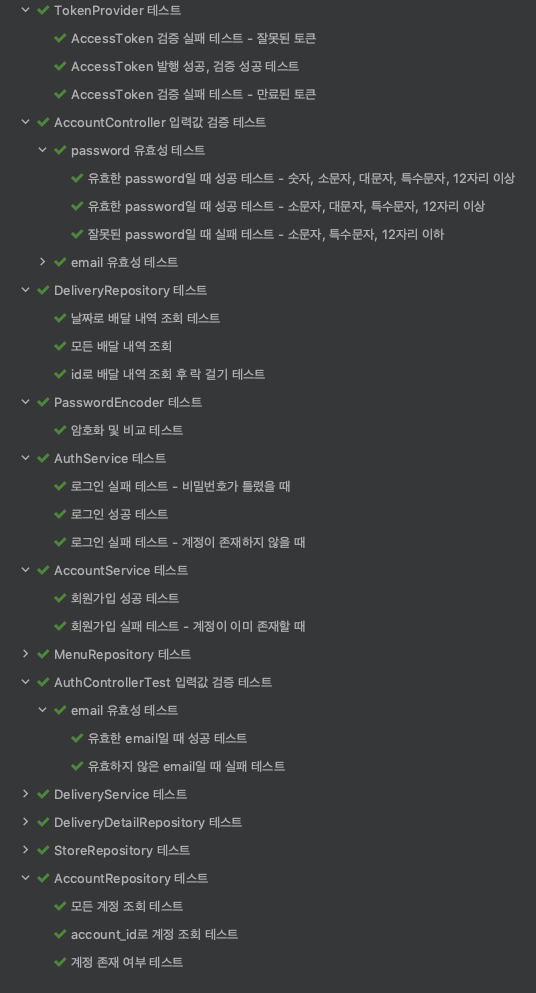 TokenProvider 테스트
AccessToken 검증 실패 테스트 - 잘못된 토큰
AccessToken 발행 성공, 검증 성공 테스트
AccessToken 검증 실패 테스트 - 만료된 토큰
AccountController 입력값 검증 테스트
password 유효성 테스트
유효한 password일 때 성공 테스트 - 숫자, 소문자, 대문자, 특수문자, 12자리 이상
유효한 password일 때 성공 테스트 - 소문자, 대문자, 특수문자, 12자리 이상
잘못된 password일 때 실패 테스트 - 소문자, 특수문자, 12자리 이하
email 유효성 테스트
DeliveryRepository 테스트
날짜로 배달 내역 조회 테스트
모든 배달 내역 조회
id로 배달 내역 조회 후 락 걸기 테스트
PasswordEncoder 테스트
암호화 및 비교 테스트
AuthService 테스트
로그인 실패 테스트 - 비밀번호가 틀렸을 때
로그인 성공 테스트
로그인 실패 테스트 - 계정이 존재하지 않을 때
AccountService 테스트
회원가입 성공 테스트
회원가입 실패 테스트 - 계정이 이미 존재할 때
MenuRepository 테스트
AuthControllerTest 입력값 검증 테스트
email 유효성 테스트
유효한 email일 때 성공 테스트
유효하지 않은 email일 때 실패 테스트
DeliveryService 테스트
DeliveryDetailRepository 테스트
StoreRepository 테스트
AccountRepository 테스트
모든 계정 조회 테스트
account_id로 계정 조회 테스트
계정 존재 여부 테스트